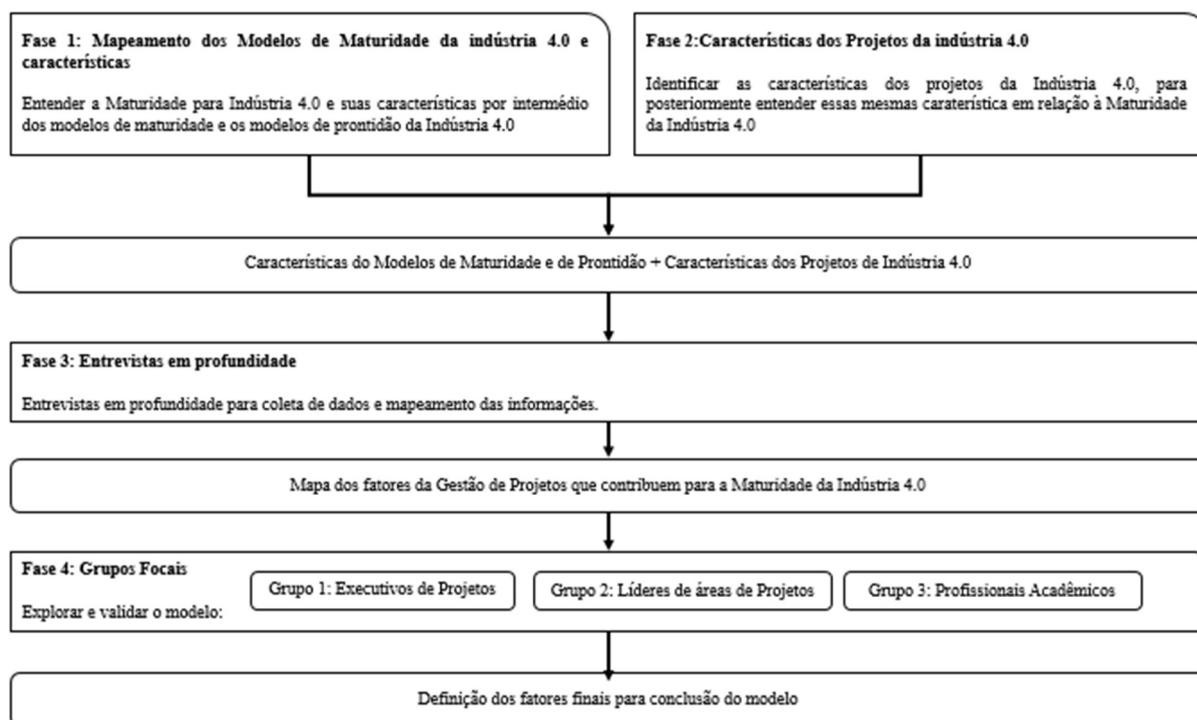 Fase 1: Mapeamento dos Modelos de Maturidade da indústria 4.0 e
características
Entender a Maturidade para Indústria 4.0 e suas características por intermédio
dos modelos de maturidade e os modelos de prontidão da Indústria 4.0
Fase 2:Características dos Projetos da indústria 4.0
Identificar as características dos projetos da Indústria 4.0, para
posteriormente entender essas mesmas caraterística em relação à Maturidade
da Indústria 4.0
Características do Modelos de Maturidade e de Prontidão + Características dos Projetos de Indústria 4.0
Fase 3: Entrevistas em profundidade
Entrevistas em profundidade para coleta de dados e mapeamento das informações.
Mapa dos fatores da Gestão de Projetos que contribuem para a Maturidade da Indústria 4.0
Fase 4: Grupos Focais
Explorar e validar o modelo:
Grupo 1: Executivos de Projetos
Grupo 2: Líderes de áreas de Projetos
Grupo 3: Profissionais Acadêmicos
Definição dos fatores finais para conclusão do modelo